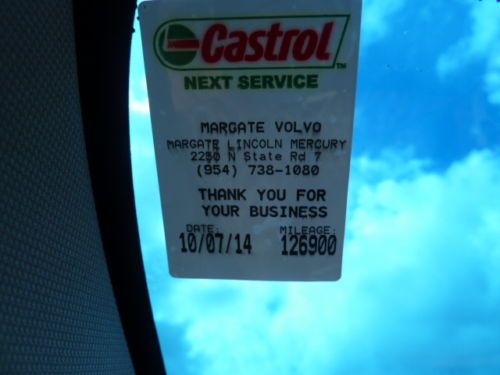 Castrol TM
NEXT SERVICE
MARGATE VOLVO
MARGATE LINCOLN MERCURY
2250 N State Rd 7
(954) 738-1080
THANK YOU FOR
YOUR BUSINESS
DATE: MILEAGE:
10/07/14 126900